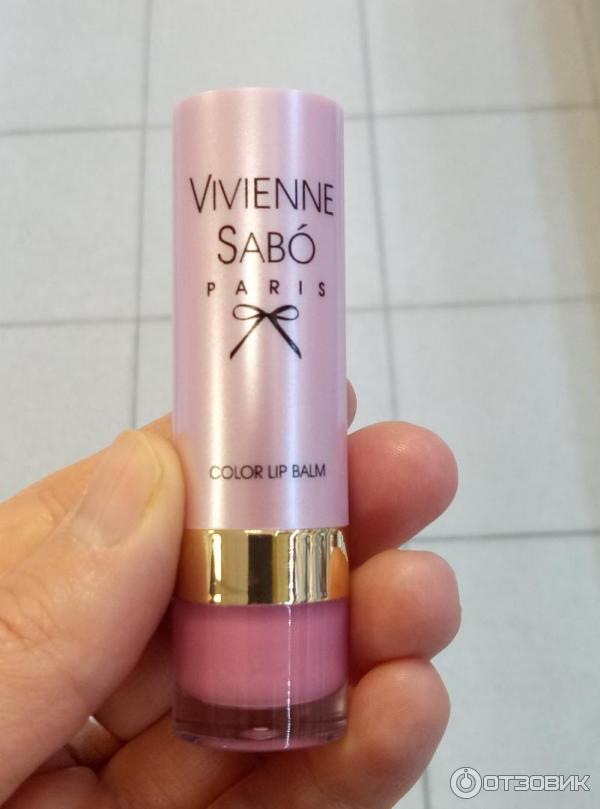 VIVIENNE
SABÓ
PARIS
COLOR LIP BALM
ОТЗОВИК